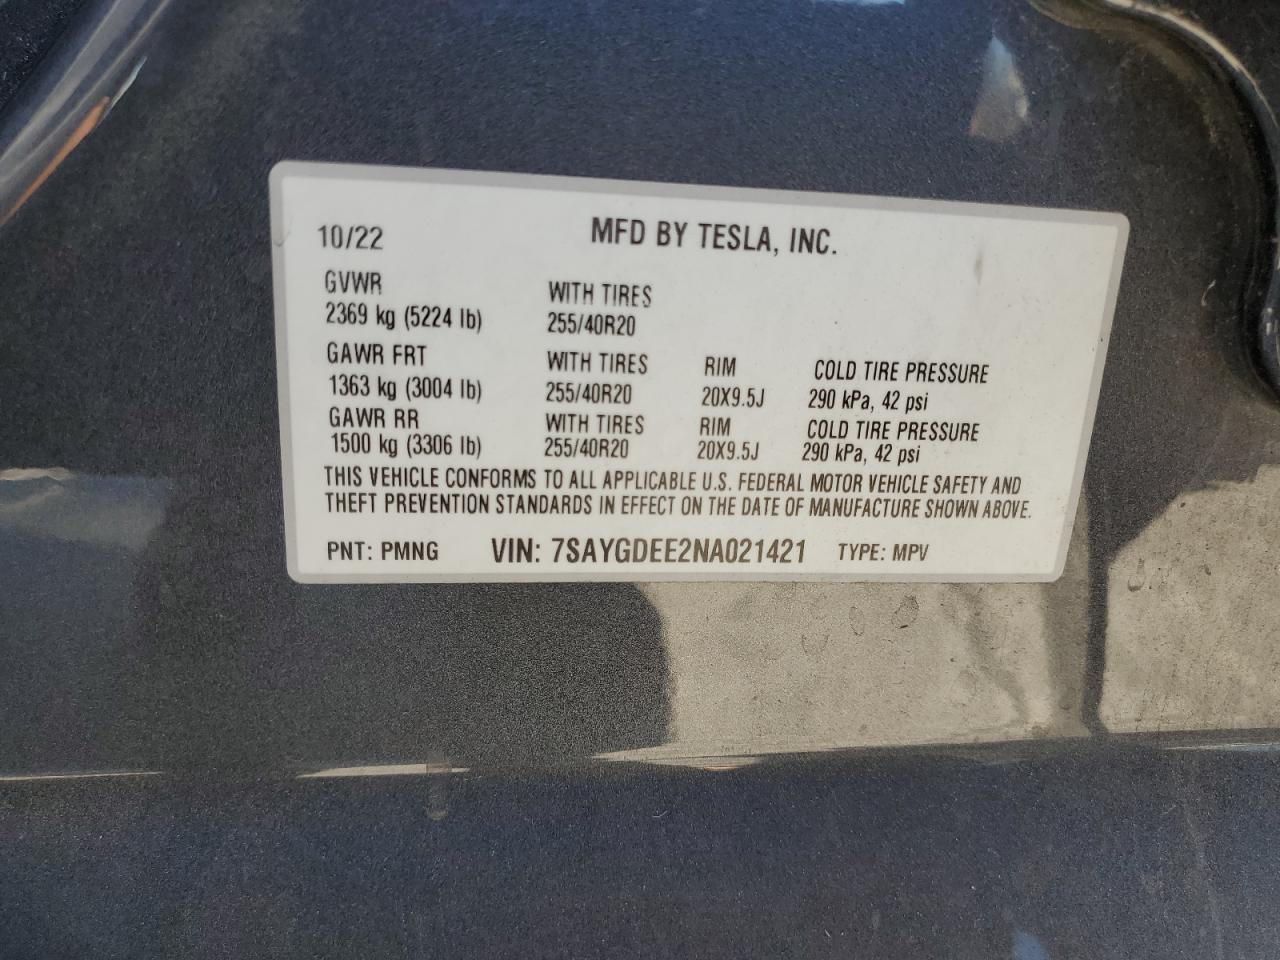 10/22 MFD BY TESLA, INC.
GVWR WITH TIRES
2369 kg (5224 lb) 255/40R20
GAWR FRT WITH TIRES RIM COLD TIRE PRESSURE
1363 kg (3004 lb) 255/40R20 20X9.5J 290 kPa, 42 psi
GAWR RR WITH TIRES RIM COLD TIRE PRESSURE
1500 kg (3306 lb) 255/40R20 20X9.5J 290 kPa, 42 psi
THIS VEHICLE CONFORMS TO ALL APPLICABLE U.S. FEDERAL MOTOR VEHICLE SAFETY AND
THEFT PREVENTION STANDARDS IN EFFECT ON THE DATE OF MANUFACTURE SHOWN ABOVE.
PNT: PMNG VIN: 7SAYGDEE2NA021421 TYPE: MPV